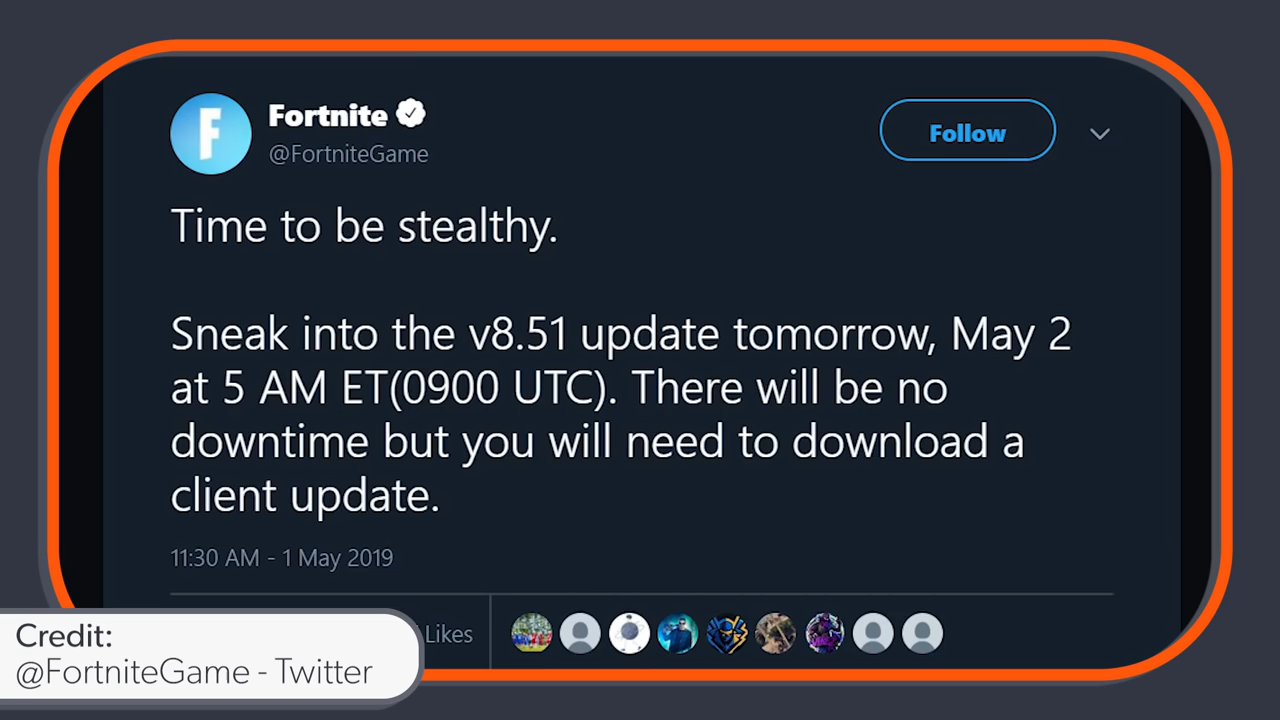 F
Fortnite
@FortniteGame
Follow
Time to be stealthy.
Sneak into the v8.51 update tomorrow, May 2
at 5 AM ET(0900 UTC). There will be no
downtime but you will need to download a
client update.
11:30 AM - 1 May 2019
Likes
Credit:
@FortniteGame - Twitter